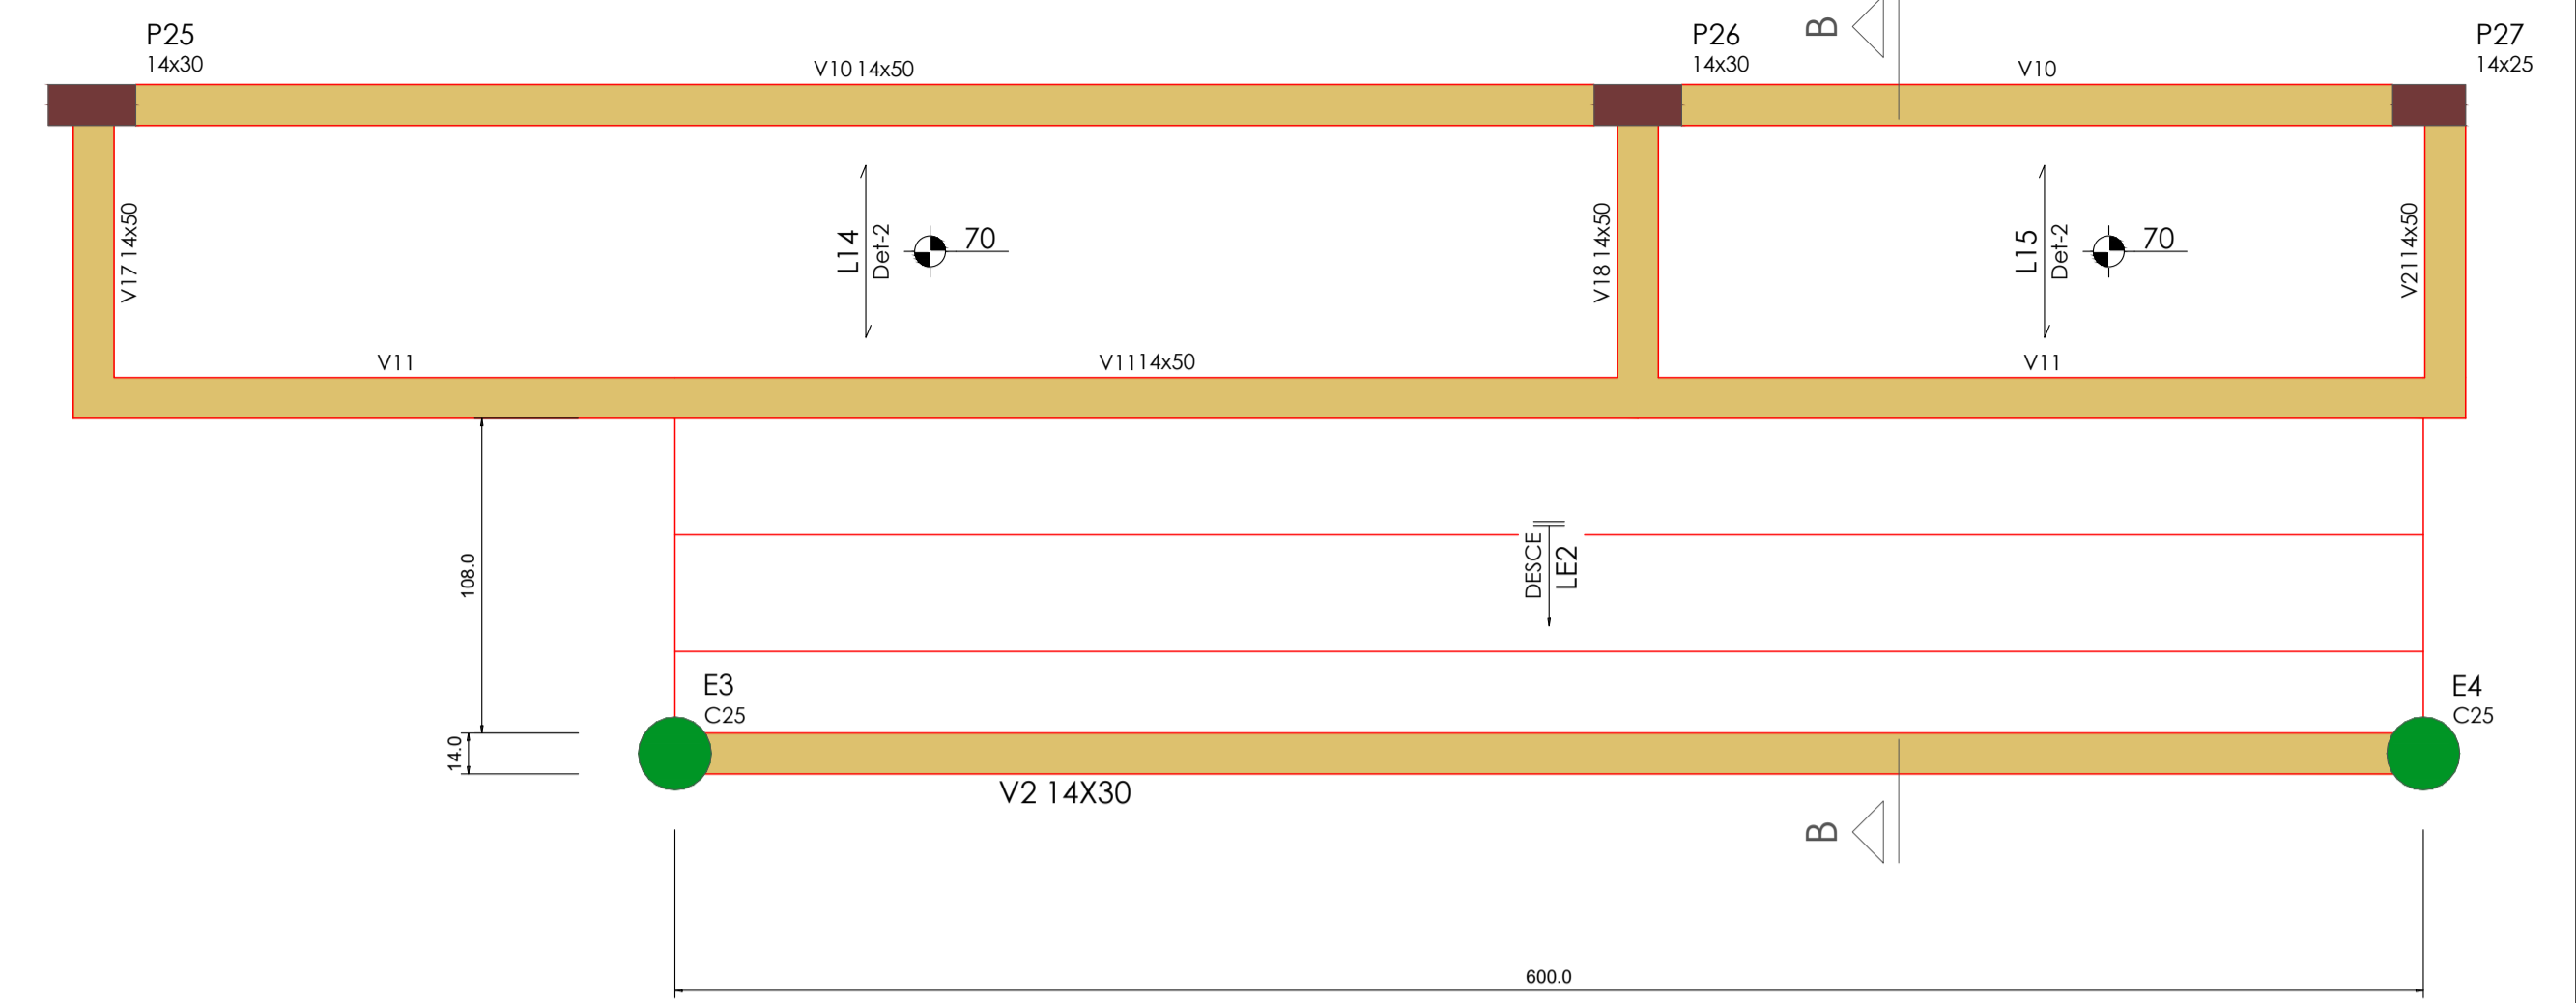 P25
14x30
V10 14x50
P26
14x30
B
V10
P27
14x25
V17 14x50
L14
Det-2
70
V18 14x50
L15
Det-2
70
V21 14x50
V11
V11 14x50
V11
108.0
DESCE
LE2
E3
C25
E4
C25
14.0
V2 14X30
B
600.0